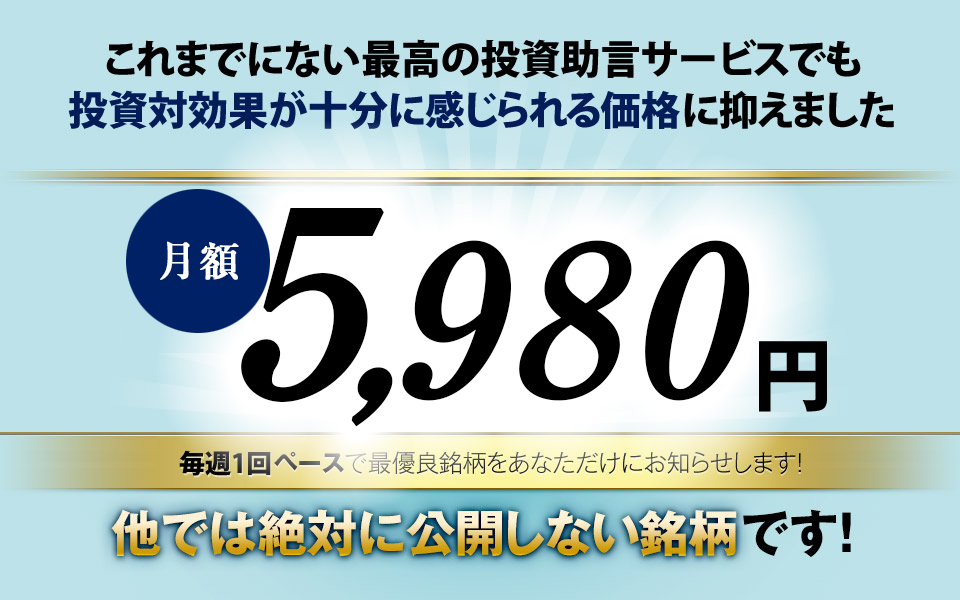 これまでにない最高の投資助言サービスでも
投資対効果が十分に感じられる価格に抑えました
月額
5,980円
毎週1回ペースで最優良銘柄をあなただけにお知らせします!
他では絶対に公開しない銘柄です!